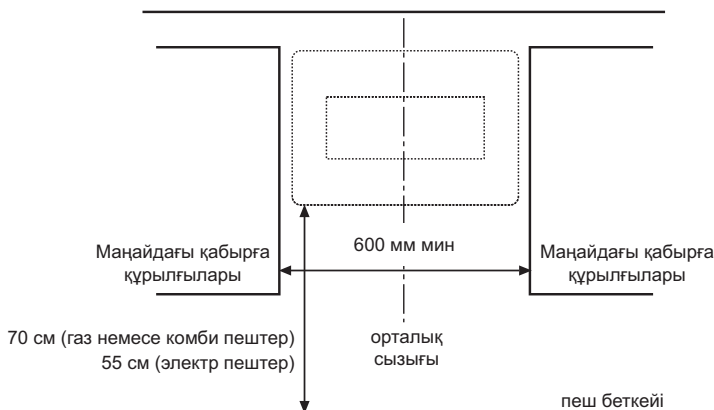 Маңайдағы қабырға
құрылғылары
600 мм мин
Маңайдағы қабырға
құрылғылары
70 см (газ немесе комби пештер)
55 см (электр пештер)
орталық
сызығы
пеш беткейі